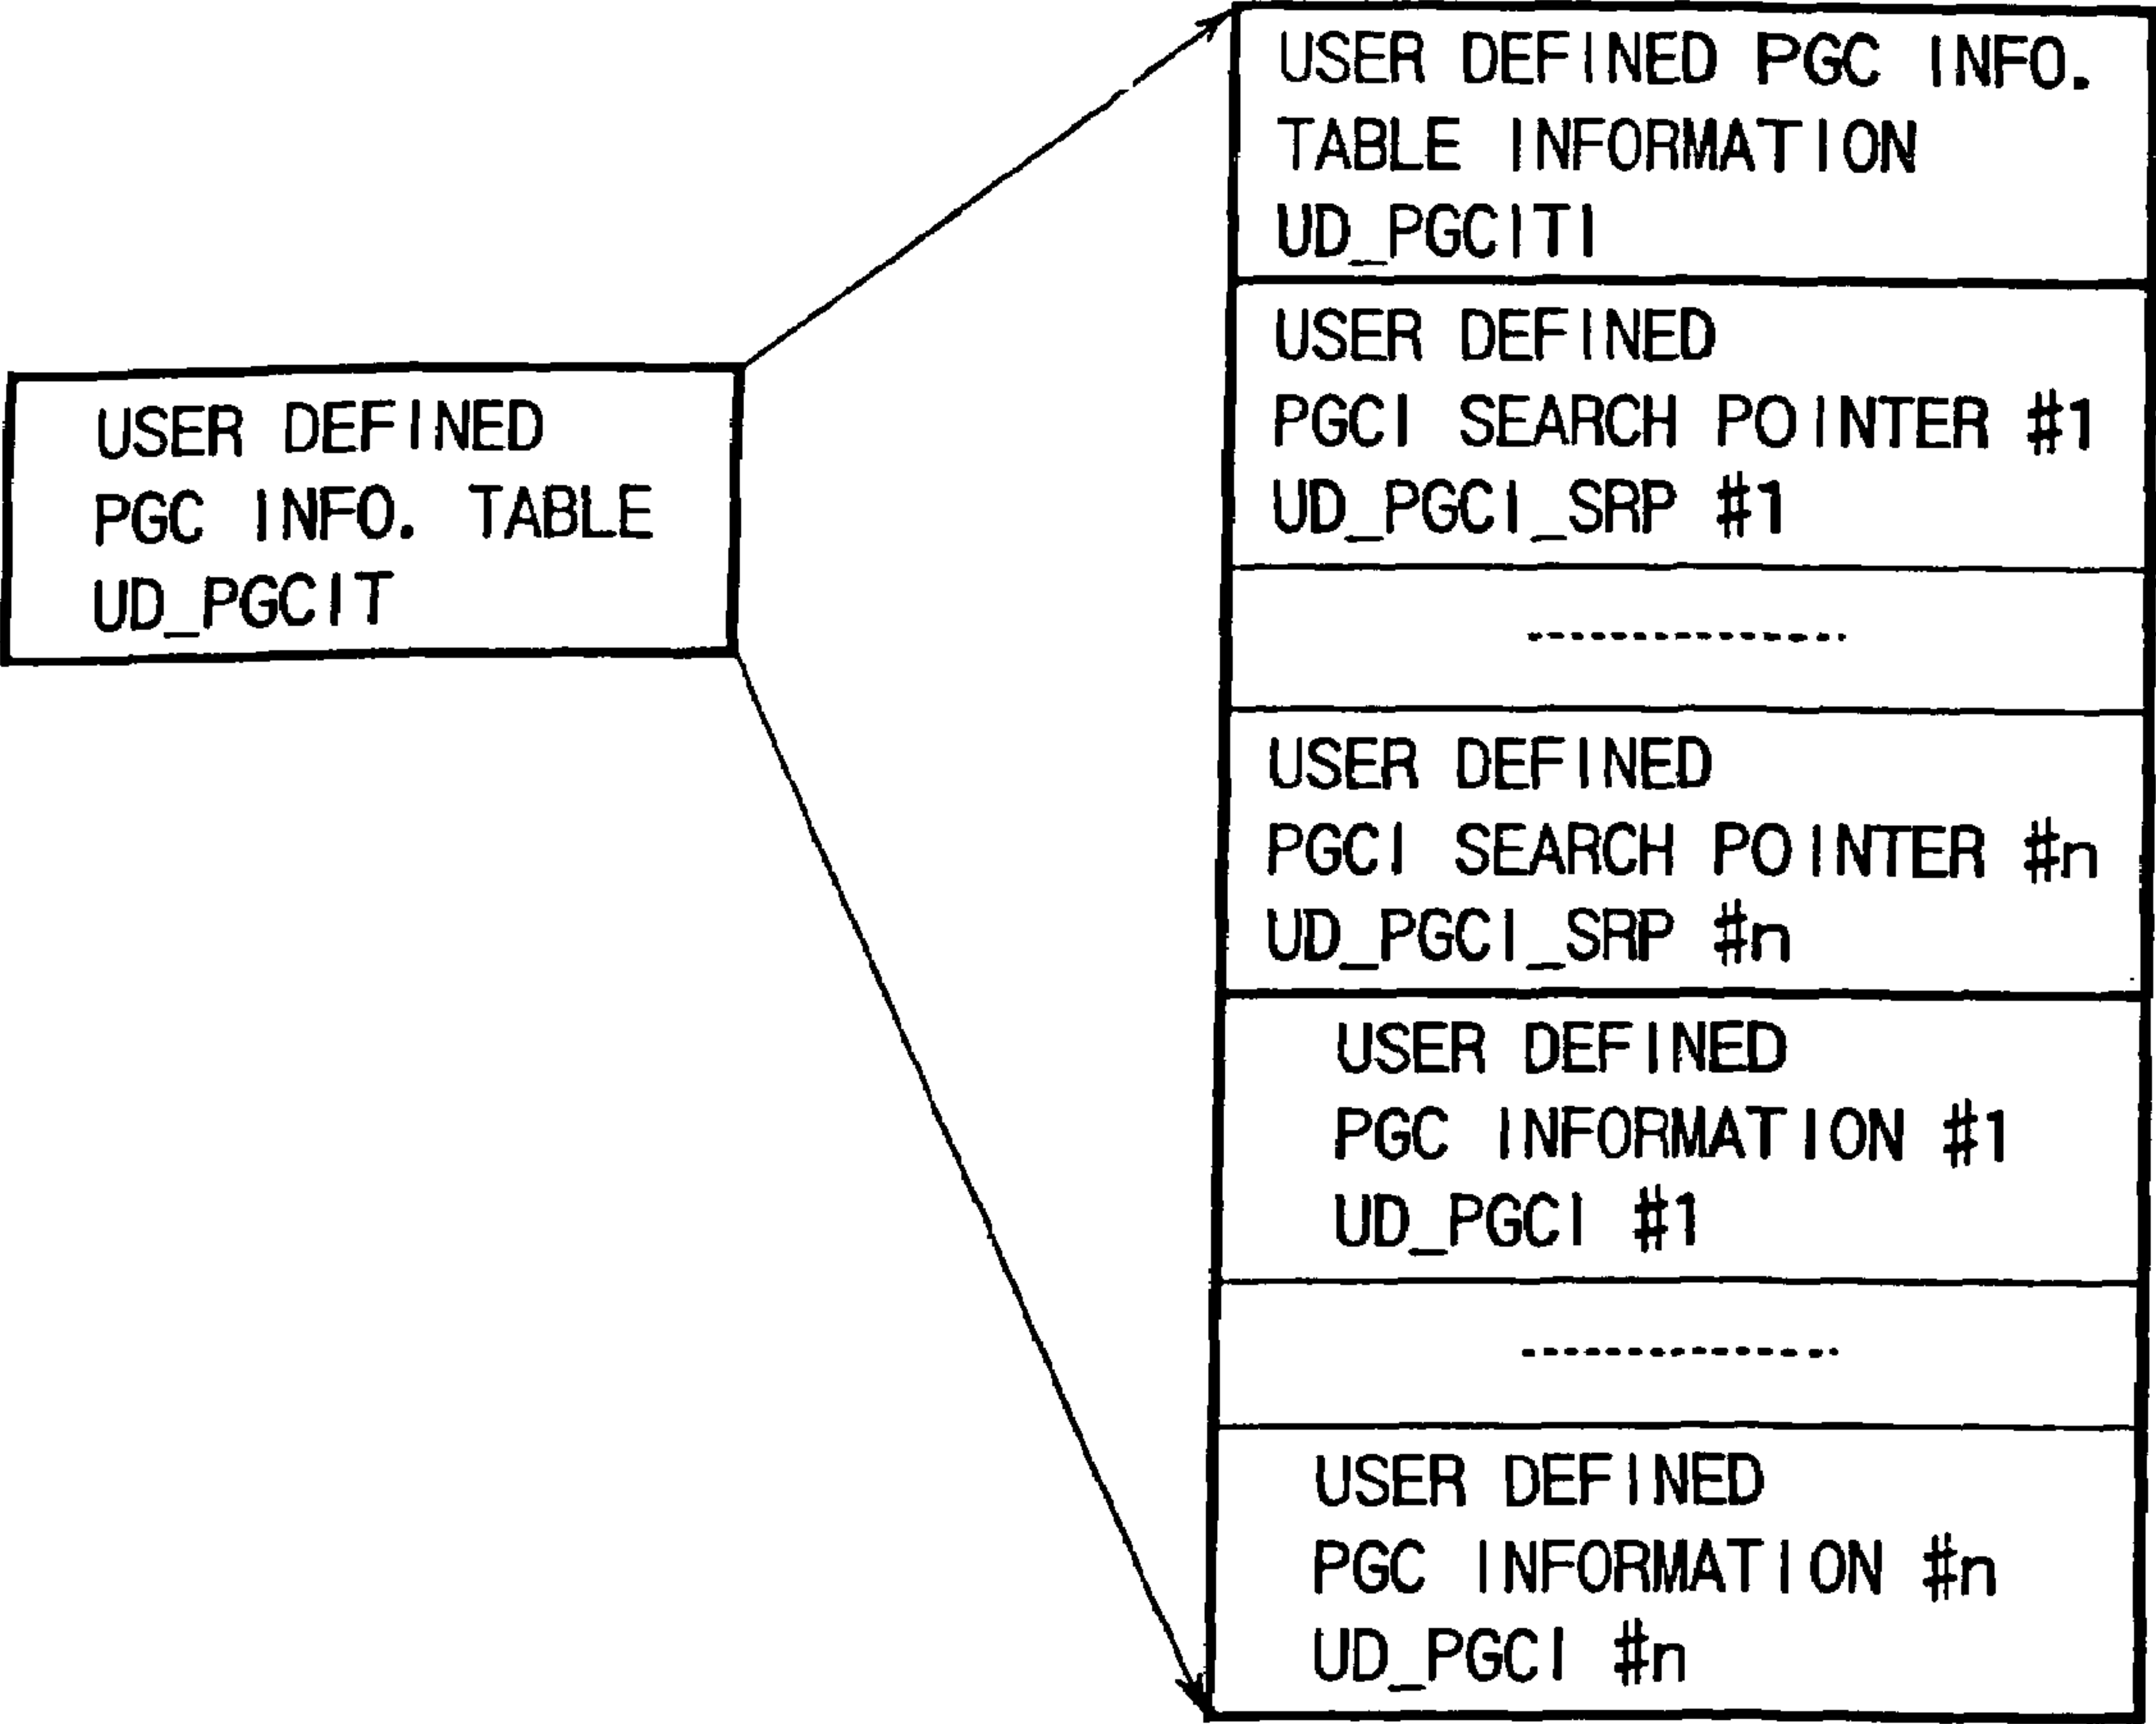 USER DEFINED
PGC INFO. TABLE
UD_PGCIT
USER DEFINED PGC INFO.
TABLE INFORMATION
UD_PGCITI
USER DEFINED
PGCI SEARCH POINTER #1
UD_PGCI_SRP #1
USER DEFINED
PGCI SEARCH POINTER #n
UD_PGCI_SRP #n
USER DEFINED
PGC INFORMATION #1
UD_PGCI #1
USER DEFINED
PGC INFORMATION #n
UD_PGCI #n